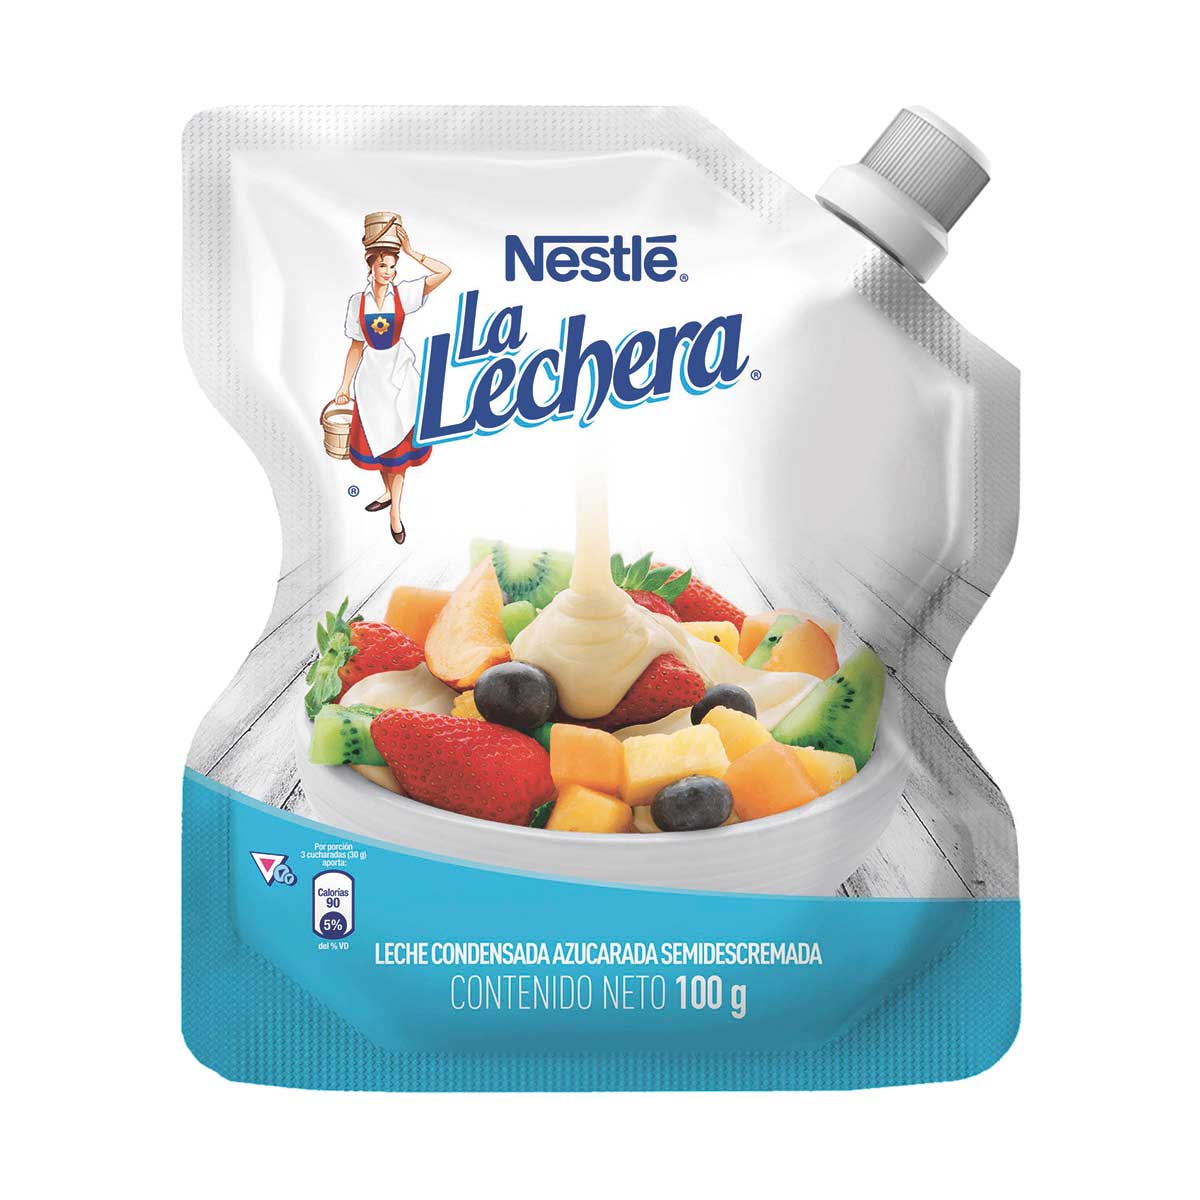 Nestlé®
La
Lechera®
®
Por porción
3 cucharadas (30 g)
aporta:
Calorías
90
5%
del % VD
LECHE CONDENSADA AZUCARADA SEMIDESCREMADA
CONTENIDO NETO 100 g